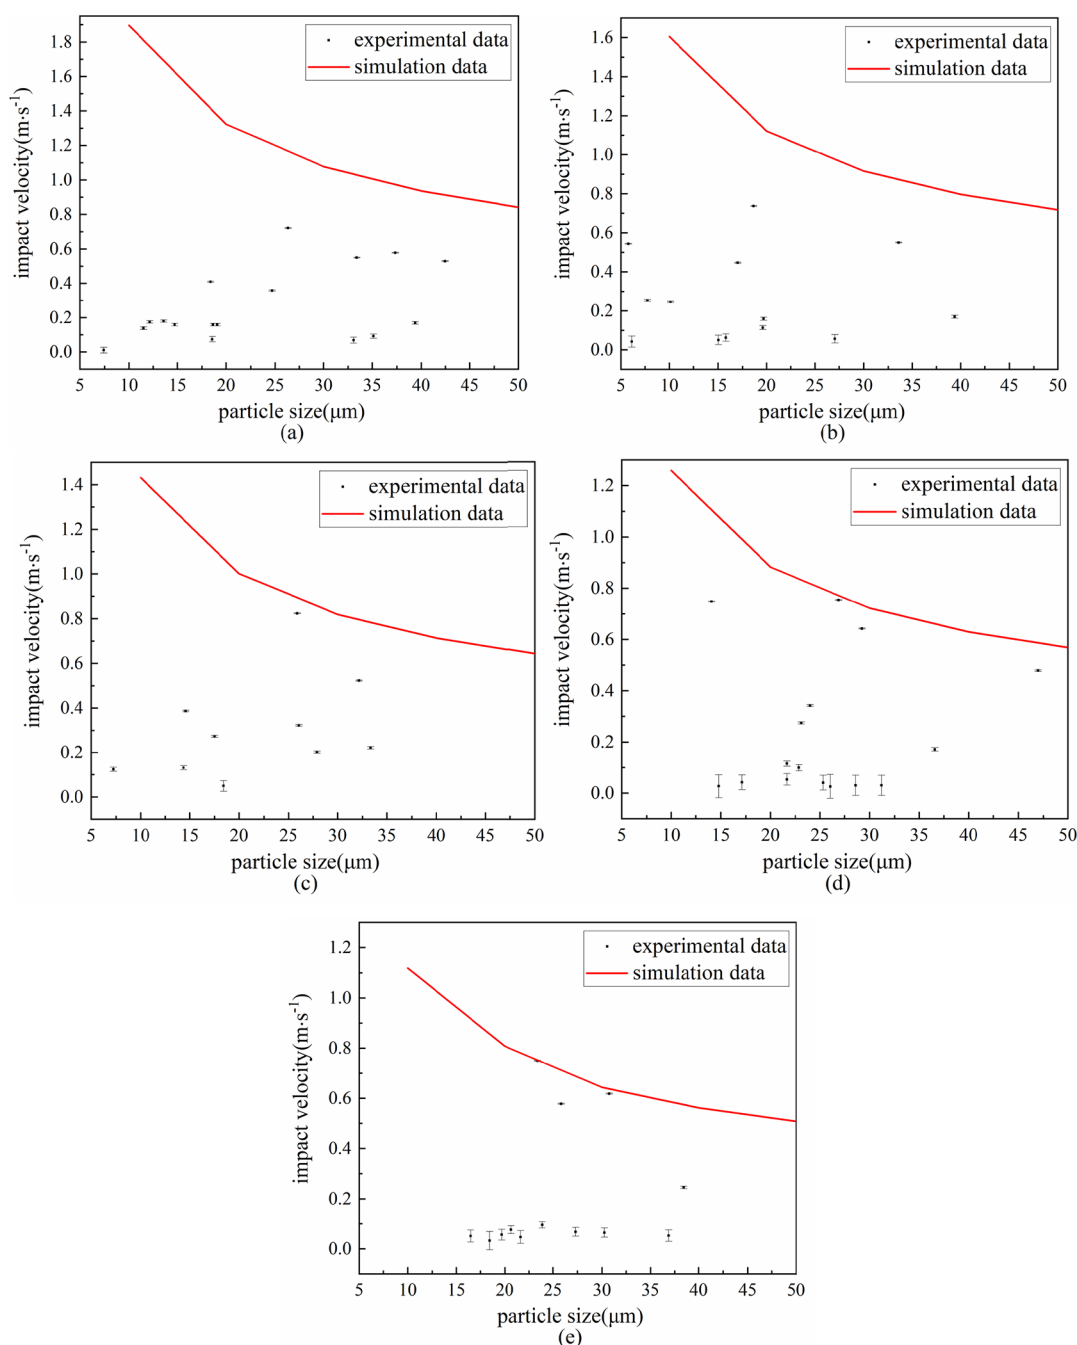 experimental data
simulation data
impact velocity(m·s⁻¹)
1.8
1.6
1.4
1.2
1.0
0.8
0.6
0.4
0.2
0.0
5 10 15 20 25 30 35 40 45 50
particle size(μm)
(a)
experimental data
simulation data
impact velocity(m·s⁻¹)
1.6
1.4
1.2
1.0
0.8
0.6
0.4
0.2
0.0
5 10 15 20 25 30 35 40 45 50
particle size(μm)
(b)
experimental data
simulation data
impact velocity(m·s⁻¹)
1.4
1.2
1.0
0.8
0.6
0.4
0.2
0.0
5 10 15 20 25 30 35 40 45 50
particle size(μm)
(c)
experimental data
simulation data
impact velocity(m·s⁻¹)
1.2
1.0
0.8
0.6
0.4
0.2
0.0
5 10 15 20 25 30 35 40 45 50
particle size(μm)
(d)
experimental data
simulation data
impact velocity(m·s⁻¹)
1.2
1.0
0.8
0.6
0.4
0.2
0.0
5 10 15 20 25 30 35 40 45 50
particle size(μm)
(e)